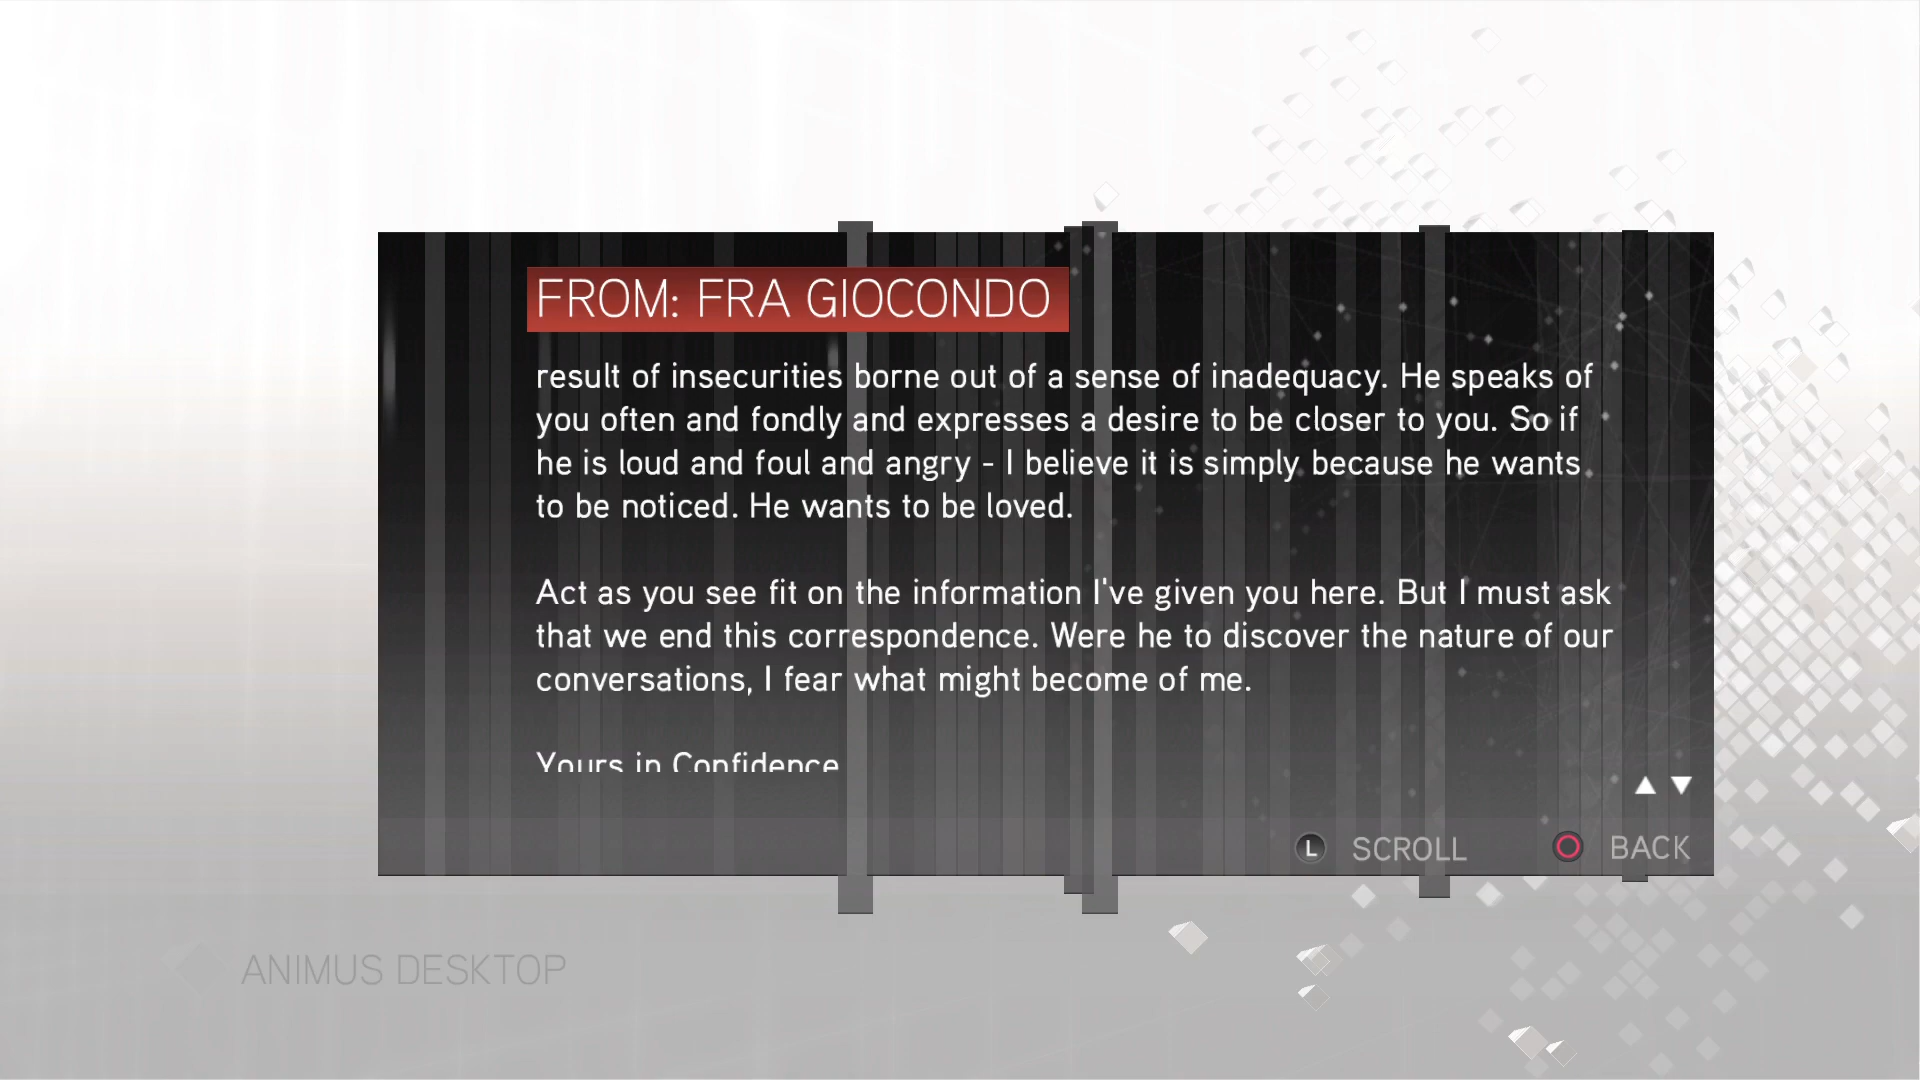 FROM: FRA GIOCONDO
result of insecurities borne out of a sense of inadequacy. He speaks of
you often and fondly and expresses a desire to be closer to you. So if
he is loud and foul and angry - I believe it is simply because he wants
to be noticed. He wants to be loved.
Act as you see fit on the information I've given you here. But I must ask
that we end this correspondence. Were he to discover the nature of our
conversations, I fear what might become of me.
Yours in Confidence
L SCROLL BACK
ANIMUS DESKTOP